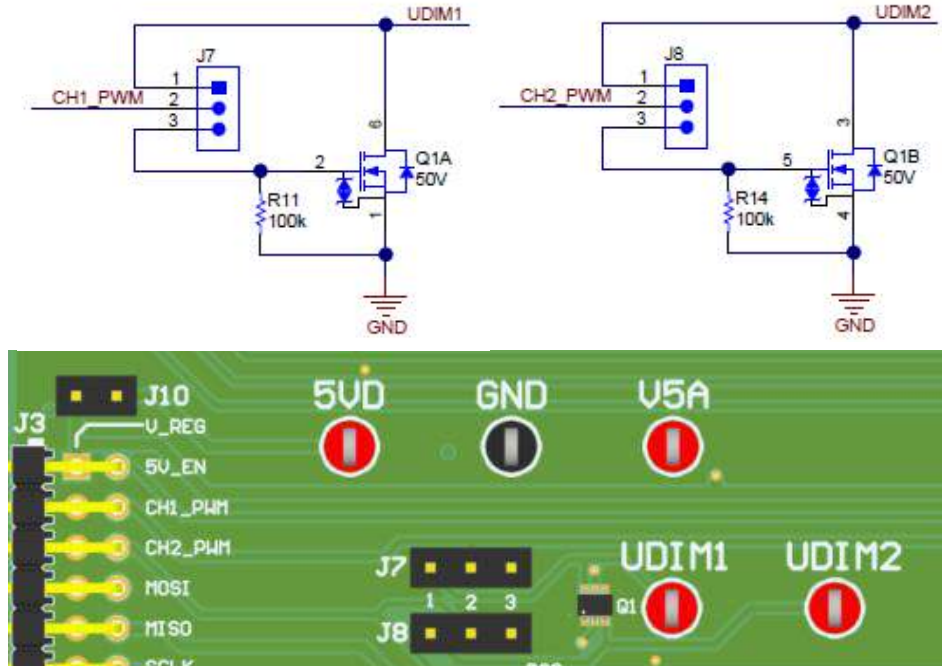 UDIM1
J7
1
CH1_PWM 2
3
6
2
Q1A
50V
R11
100k
1
GND
UDIM2
J8
1
CH2_PWM 2
3
3
5
Q1B
50V
R14
100k
4
GND
J10
5VD GND V5A
J3
V_REG
5V_EN
CH1_PWM
CH2_PWM
MOSI
MISO
J7
1 2 3
J8
UDIM1 UDIM2
Q1
SCLK